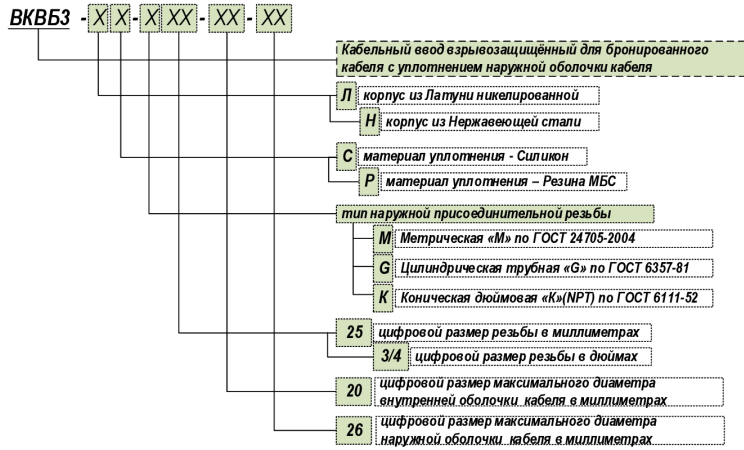 ВКВБ3 - X X - X XX - XX - XX
Кабельный ввод взрывозащищённый для бронированного
кабеля с уплотнением наружной оболочки кабеля
Л корпус из Латуни никелированной
Н корпус из Нержавеющей стали
С материал уплотнения - Силикон
Р материал уплотнения – Резина МБС
тип наружной присоединительной резьбы
М Метрическая «М» по ГОСТ 24705-2004
G Цилиндрическая трубная «G» по ГОСТ 6357-81
К Коническая дюймовая «К»(NPT) по ГОСТ 6111-52
25 цифровой размер резьбы в миллиметрах
3/4 цифровой размер резьбы в дюймах
20 цифровой размер максимального диаметра
внутренней оболочки кабеля в миллиметрах
26 цифровой размер максимального диаметра
наружной оболочки кабеля в миллиметрах